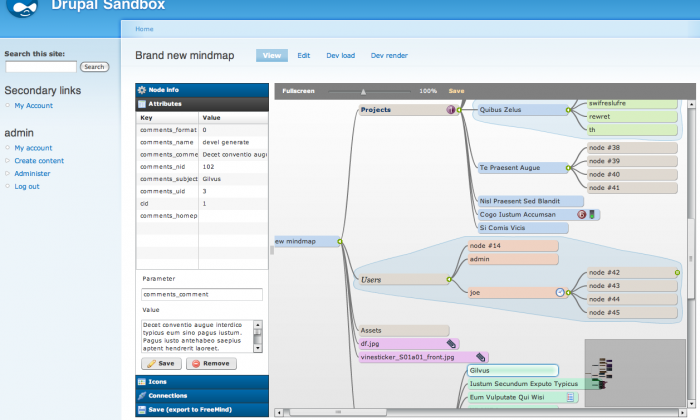 Drupal Sandbox
Home
Search this site:
Search
Secondary links
My Account
admin
My account
Create content
Administer
Log out
Brand new mindmap
View
Edit
Dev load
Dev render
Node info
Attributes
Key Value
comments_format 0
comments_name devel generate
comments_comme Decet conventio augu
comments_nid 102
comments_subject Gilvus
comments_uid 3
cid 1
comments_homep
Parameter
comments_comment
Value
Decet conventio augue interdico
typicus eum sino pagus iustum.
Pagus iusto antehabeo saepius
aptent hendrerit laoreet.
Save
Remove
Icons
Connections
Save (export to FreeMind)
Fullscreen
100%
Save
ew mindmap
Projects
Quibus Zelus
swifreslufre
rewret
th
Te Praesent Augue
node #38
node #39
node #40
node #41
Nisl Praesent Sed Blandit
Cogo Iustum Accumsan
Si Comis Vicis
Users
node #14
admin
joe
node #42
node #43
node #44
node #45
Assets
df.jpg
vinesticker_S01a01_front.jpg
Gilvus
Iustum Secundum Exputo Typicus
Eum Vulputate Qui Wisi